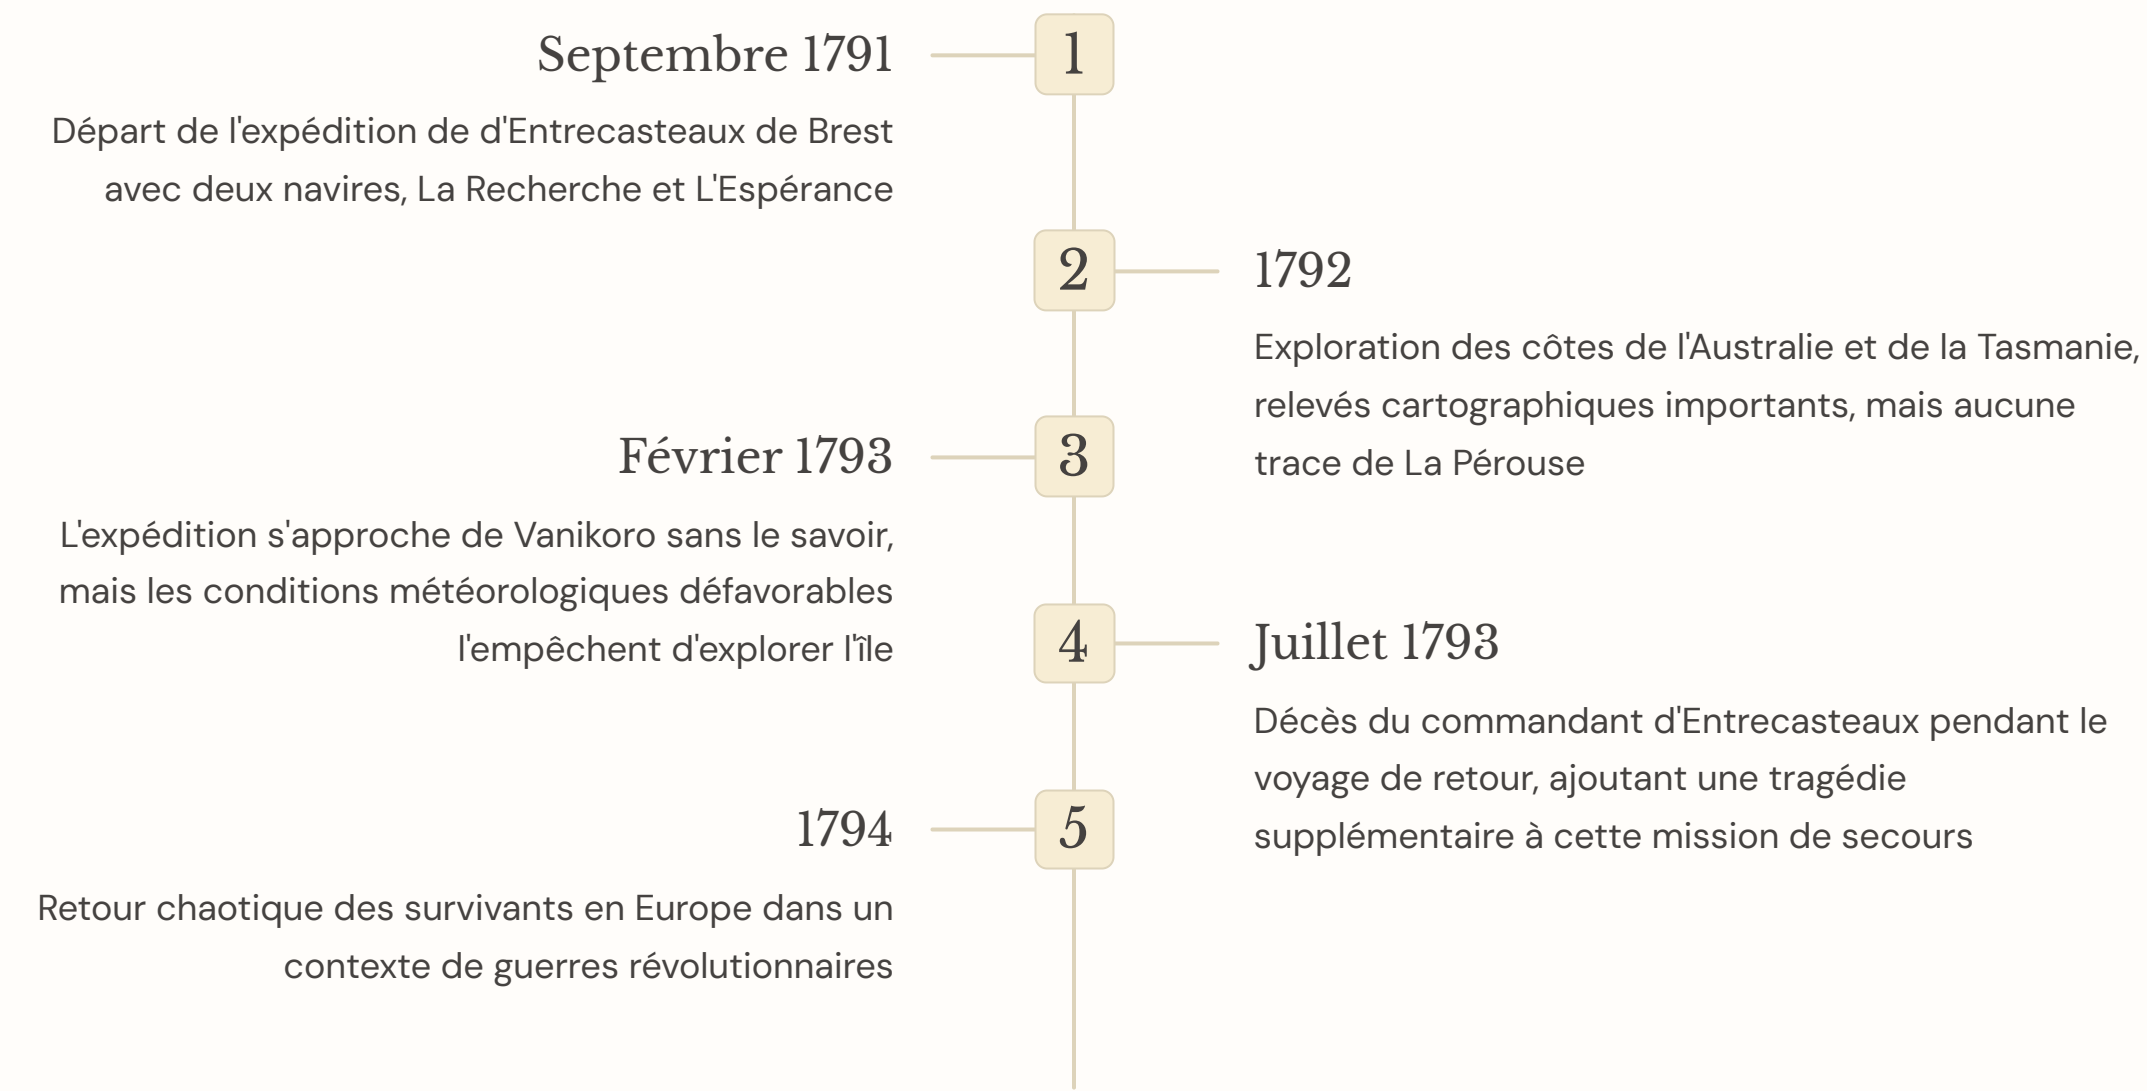 1
Septembre 1791
Départ de l'expédition de d'Entrecasteaux de Brest
avec deux navires, La Recherche et L'Espérance
2
1792
Exploration des côtes de l'Australie et de la Tasmanie,
relevés cartographiques importants, mais aucune
trace de La Pérouse
3
Février 1793
L'expédition s'approche de Vanikoro sans le savoir,
mais les conditions météorologiques défavorables
l'empêchent d'explorer l'île
4
Juillet 1793
Décès du commandant d'Entrecasteaux pendant le
voyage de retour, ajoutant une tragédie
supplémentaire à cette mission de secours
5
1794
Retour chaotique des survivants en Europe dans un
contexte de guerres révolutionnaires